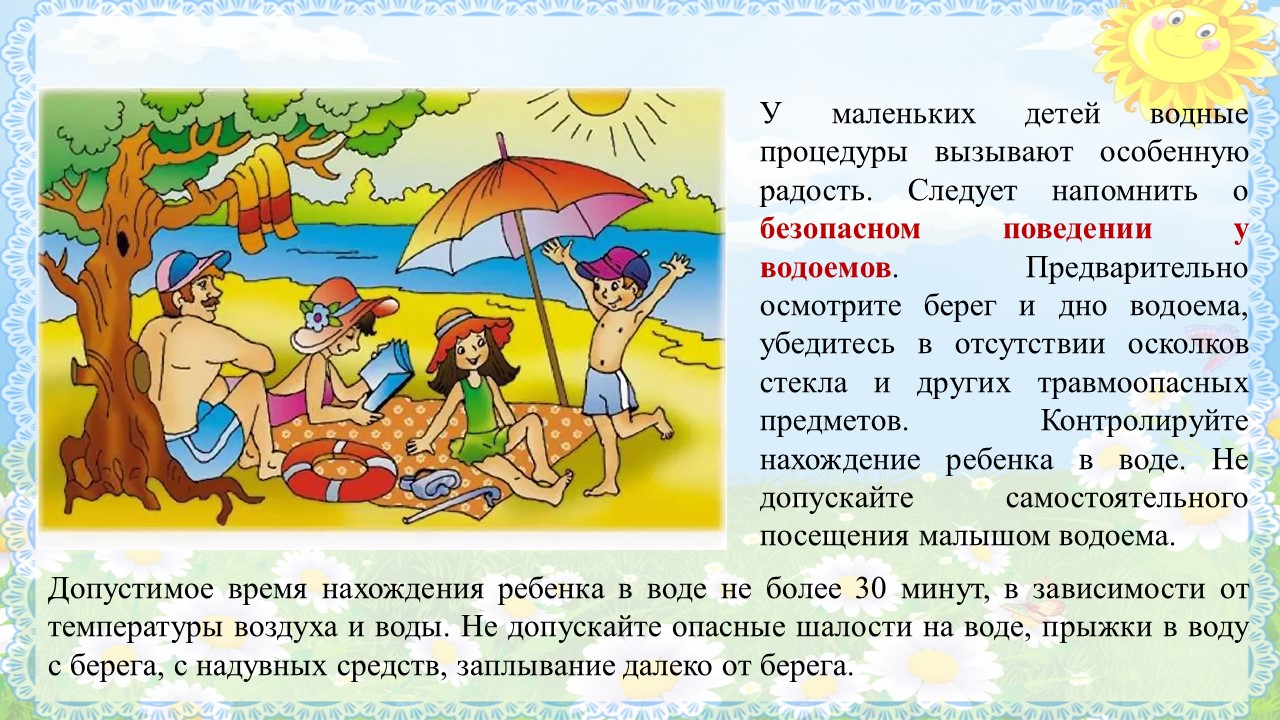 У маленьких детей водные
процедуры вызывают особенную
радость. Следует напомнить о
безопасном поведении у
водоемов. Предварительно
осмотрите берег и дно водоема,
убедитесь в отсутствии осколков
стекла и других травмоопасных
предметов. Контролируйте
нахождение ребенка в воде. Не
допускайте самостоятельного
посещения малышом водоема.
Допустимое время нахождения ребенка в воде не более 30 минут, в зависимости от
температуры воздуха и воды. Не допускайте опасные шалости на воде, прыжки в воду
с берега, с надувных средств, заплывание далеко от берега.